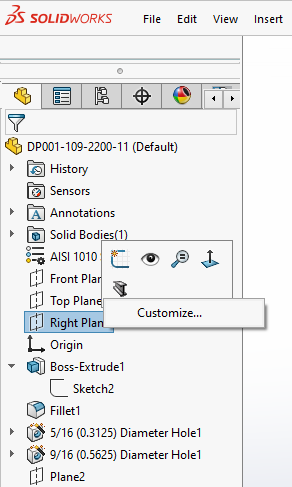 SOLIDWORKS File Edit View Insert
DP001-109-2200-11 (Default)
History
Sensors
Annotations
Solid Bodies(1)
AISI 1010
Front Plan
Top Plane
Right Plan
Customize...
Origin
Boss-Extrude1
Sketch2
Fillet1
5/16 (0.3125) Diameter Hole1
9/16 (0.5625) Diameter Hole1
Plane2